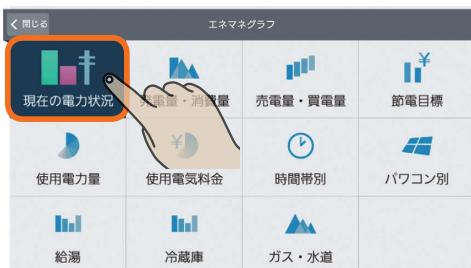 閉じる
エネマネグラフ
現在の電力状況
発電量・消費量
売電量・買電量
¥
節電目標
¥
使用電力量
使用電気料金
時間帯別
パワコン別
給湯
冷蔵庫
ガス・水道